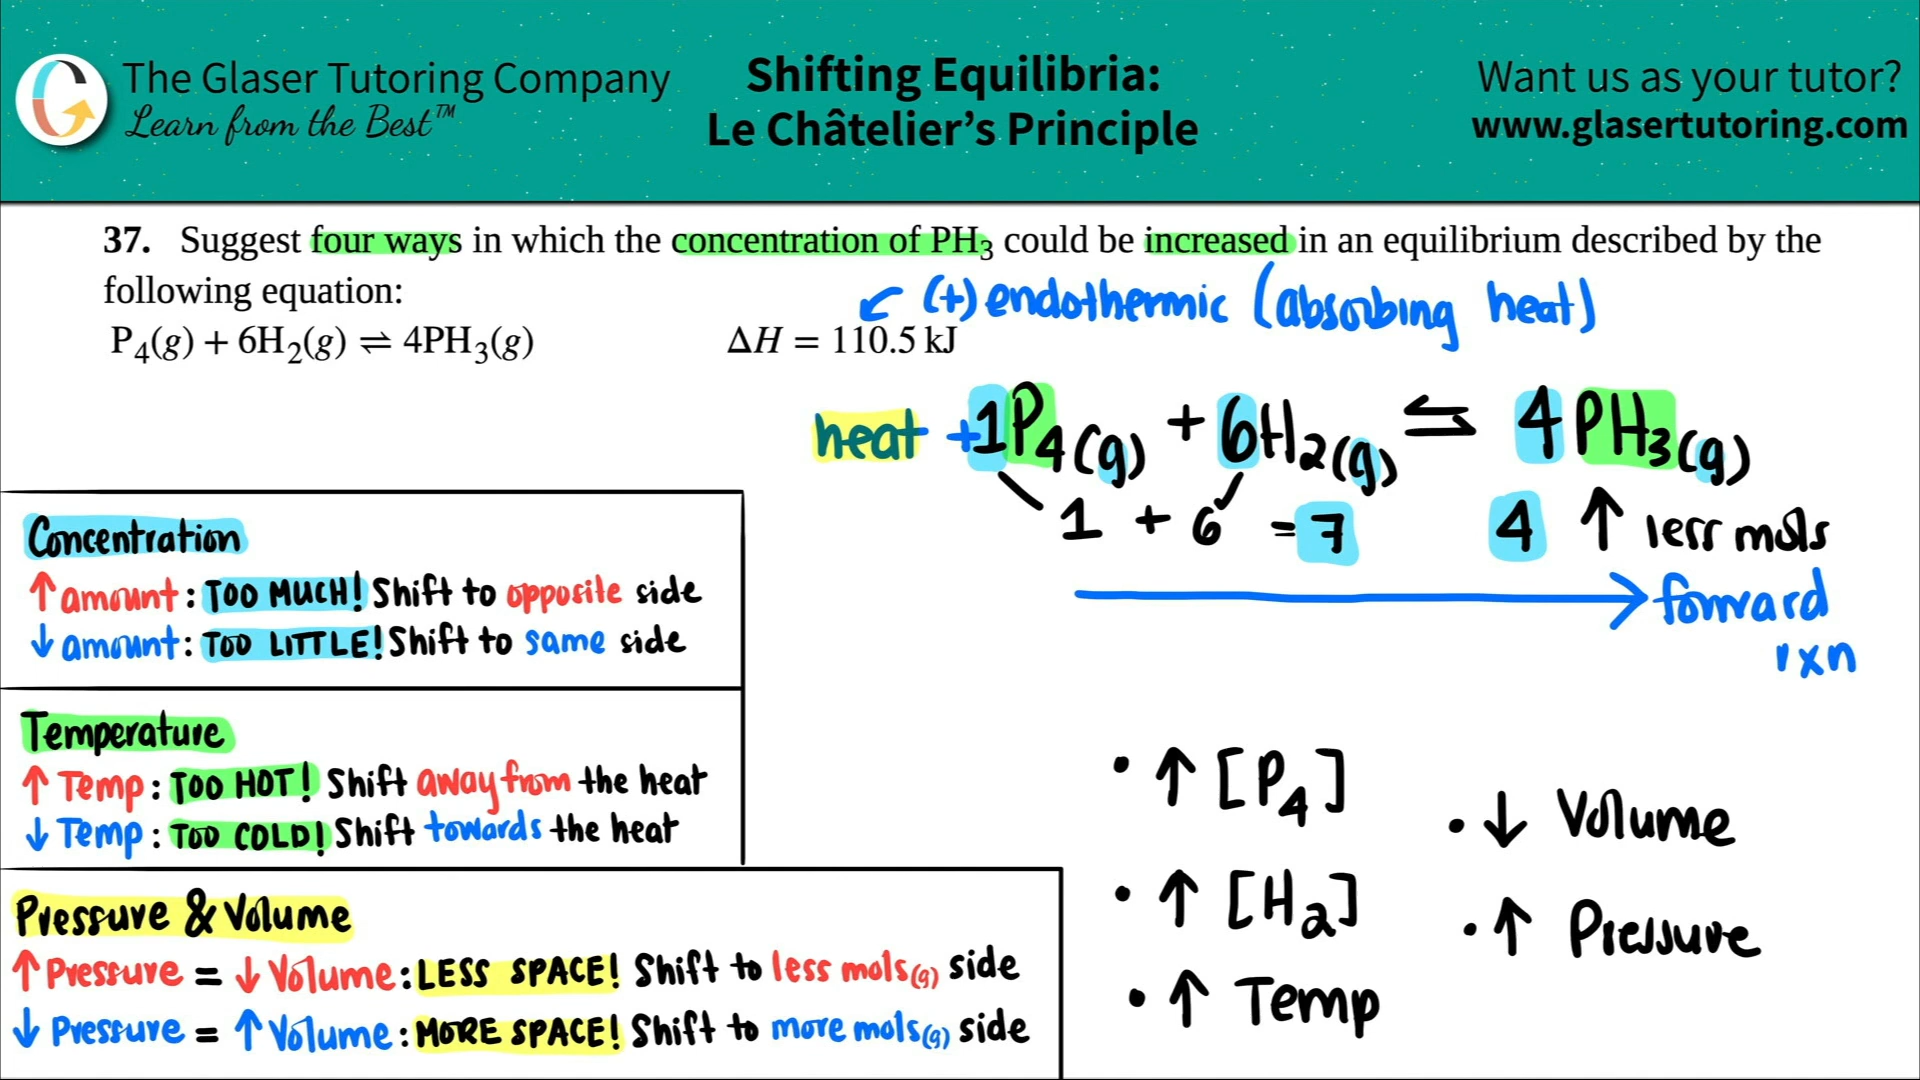 The Glaser Tutoring Company
Learn from the Best™
Shifting Equilibria:
Le Châtelier’s Principle
Want us as your tutor?
www.glasertutoring.com
37. Suggest four ways in which the concentration of PH₃ could be increased in an equilibrium described by the
following equation:
(+) endothermic (absorbing heat)
P₄(g) + 6H₂(g) ⇌ 4PH₃(g) ΔH = 110.5 kJ
heat + 1P₄(g) + 6H₂(g) ⇌ 4PH₃(g)
1 + 6 = 7 4 ↑ less mols
forward
rxn
Concentration
↑ amount: TOO MUCH! Shift to opposite side
↓ amount: TOO LITTLE! Shift to same side
Temperature
↑ Temp: TOO HOT! Shift away from the heat
↓ Temp: TOO COLD! Shift towards the heat
Pressure & Volume
↑ Pressure = ↓ Volume: LESS SPACE! Shift to less mols(g) side
↓ Pressure = ↑ Volume: MORE SPACE! Shift to more mols(g) side
• ↑ [P₄]
• ↑ [H₂]
• ↑ Temp
• ↓ Volume
• ↑ Pressure